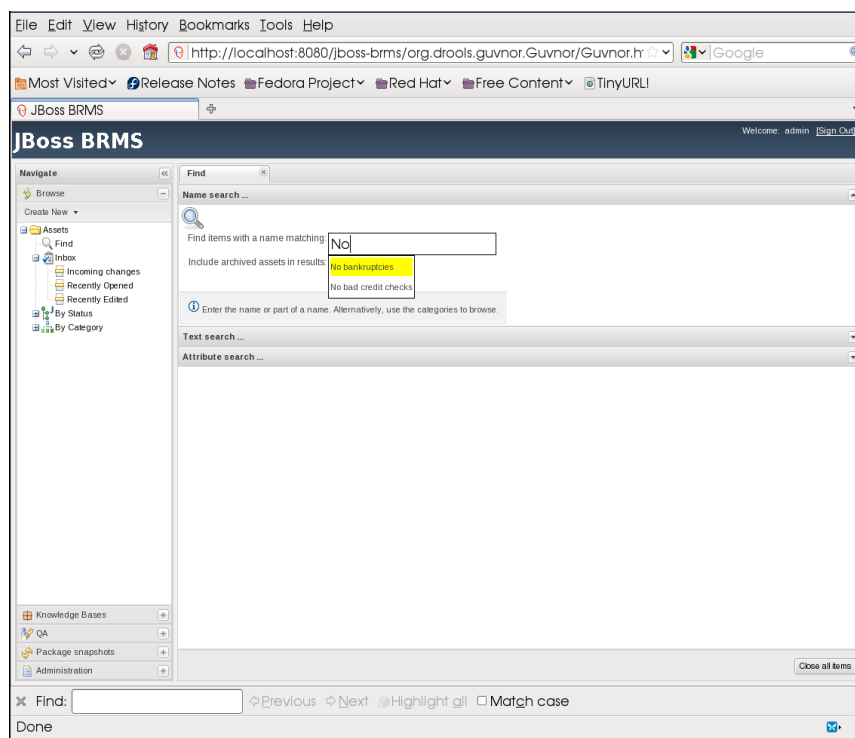 File Edit View History Bookmarks Tools Help
http://localhost:8080/jboss-brms/org.drools.guvnor.Guvnor/Guvnor.h
Google
Most Visited Release Notes Fedora Project Red Hat Free Content TinyURL!
JBoss BRMS
JBoss BRMS
Welcome: admin [Sign Out]
Navigate
Find
Browse
Name search ...
Create New
Assets
Find
Inbox
Incoming changes
Recently Opened
Recently Edited
By Status
By Category
Find items with a name matching: No
Include archived assets in results:
No bankruptcies
No bad credit checks
Enter the name or part of a name. Alternatively, use the categories to browse.
Text search ...
Attribute search ...
Knowledge Bases
QA
Package snapshots
Administration
Close all items
Find: Previous Next Highlight all Match case
Done